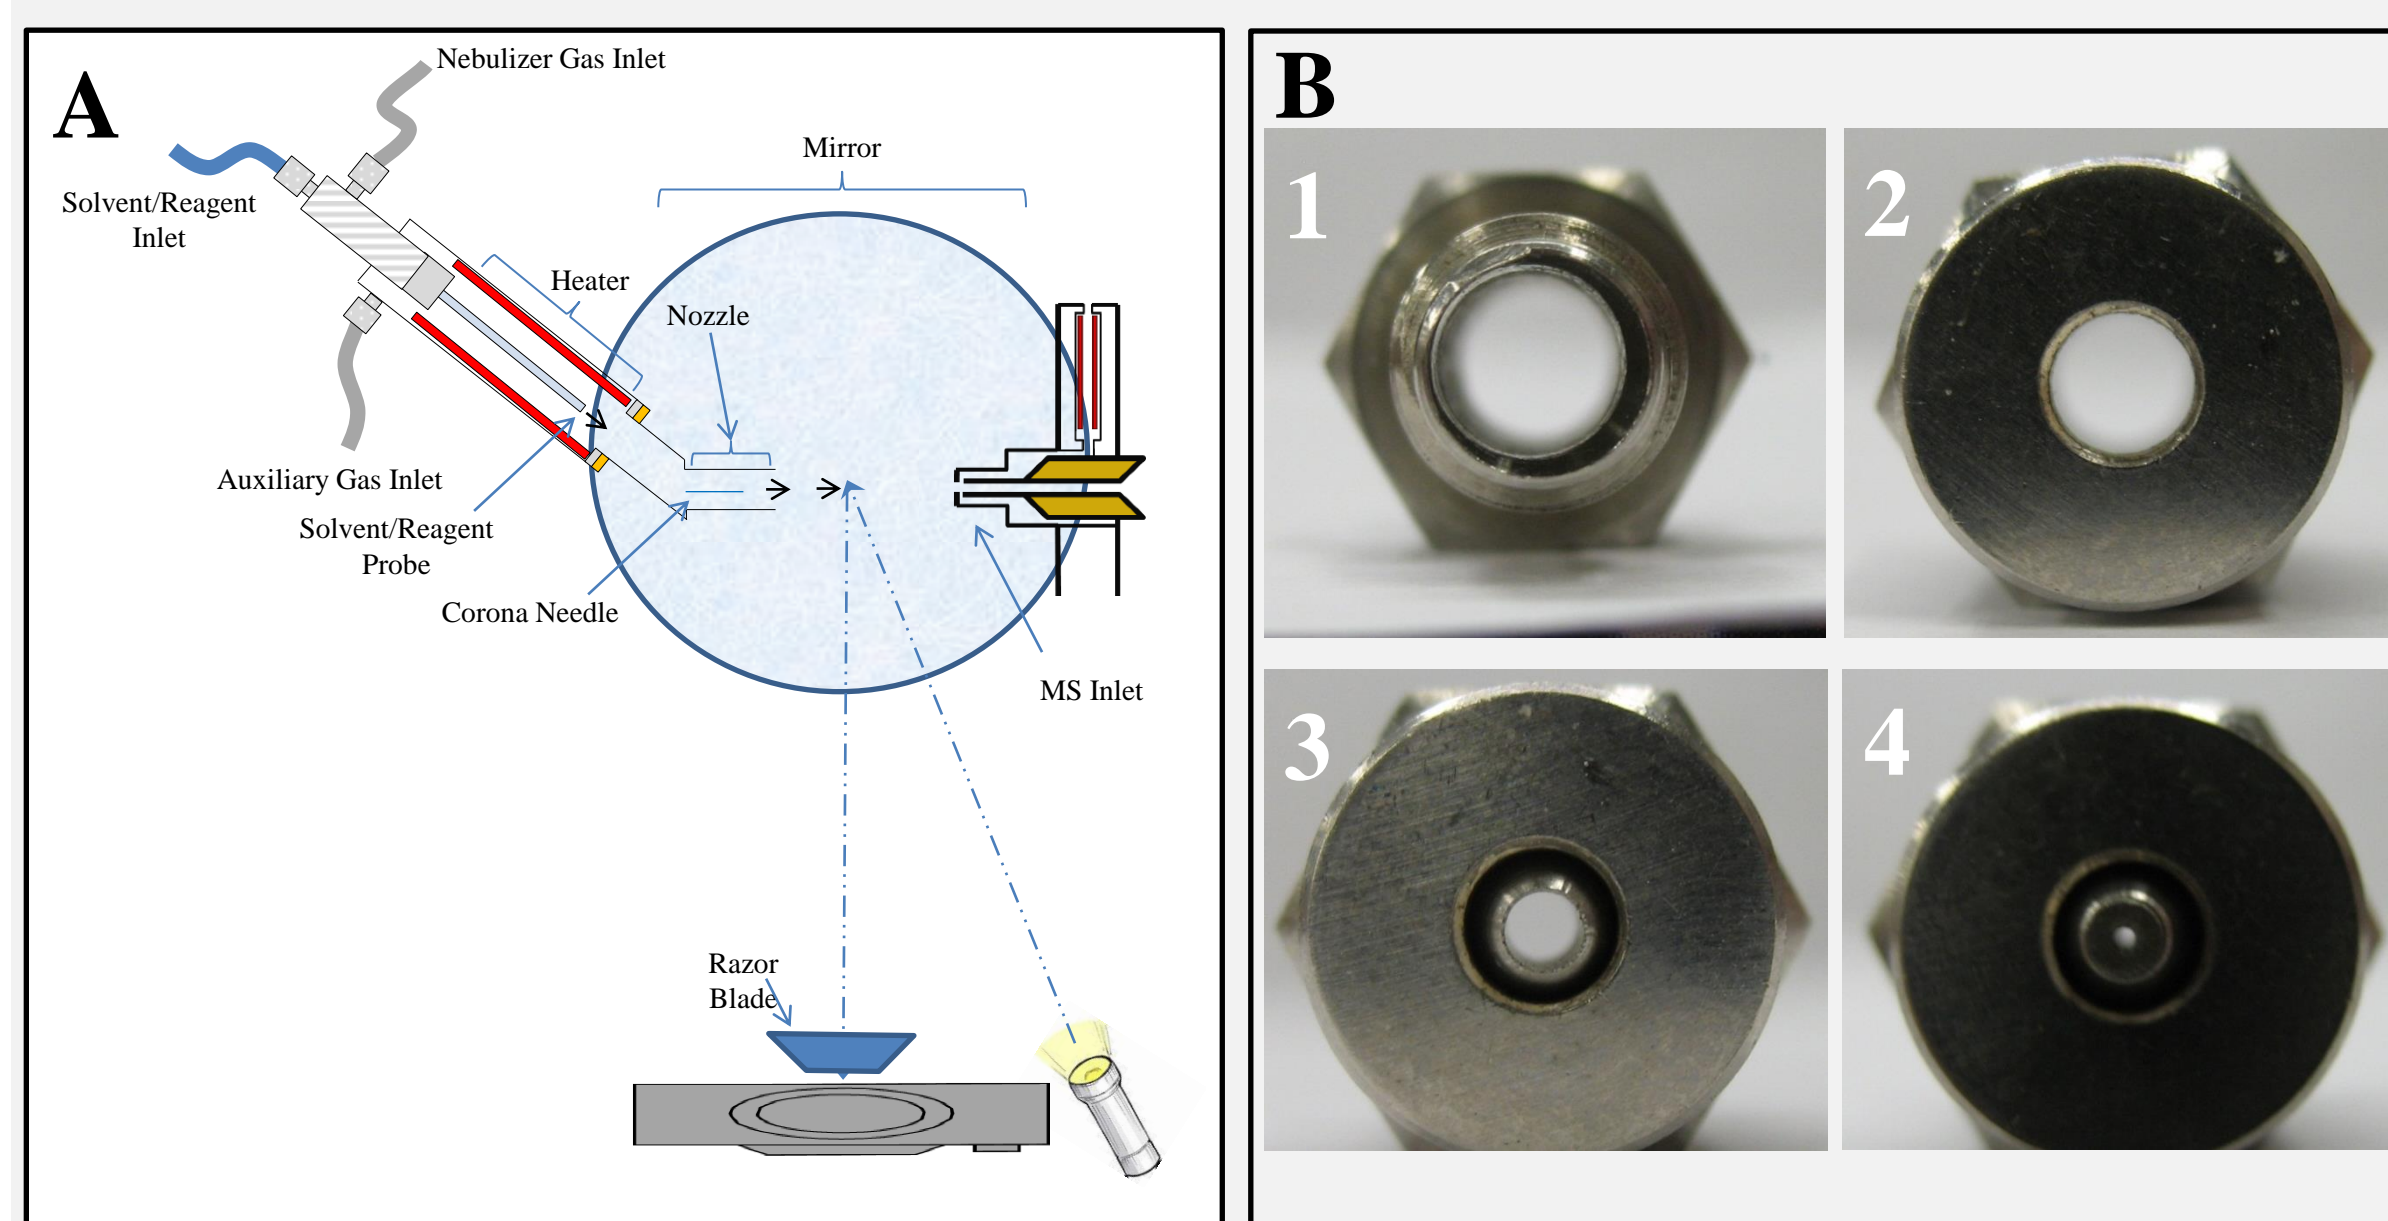 A
Nebulizer Gas Inlet
Mirror
Solvent/Reagent
Inlet
Heater
Nozzle
Auxiliary Gas Inlet
Solvent/Reagent
Probe
Corona Needle
MS Inlet
Razor
Blade
B
1
2
3
4